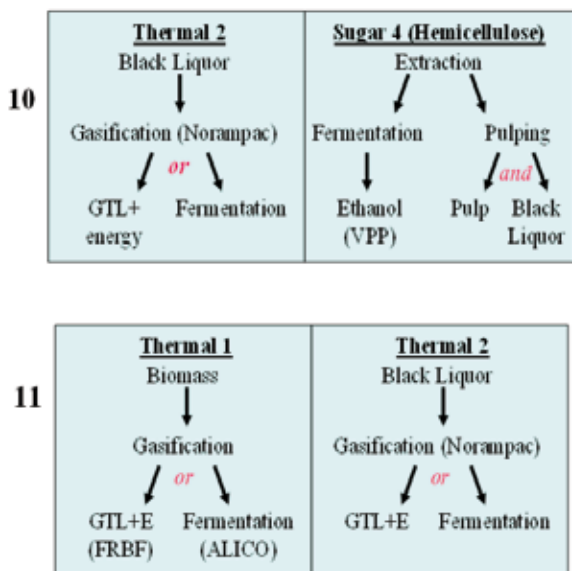 10
Thermal 2
Black Liquor
Gasification (Norampac)
or
GTL+
energy
Fermentation
Sugar 4 (Hemicellulose)
Extraction
Fermentation
Pulping
and
Ethanol
(VPP)
Pulp
Black
Liquor
11
Thermal 1
Biomass
Gasification
or
GTL+E
(FRBF)
Fermentation
(ALICO)
Thermal 2
Black Liquor
Gasification (Norampac)
or
GTL+E
Fermentation